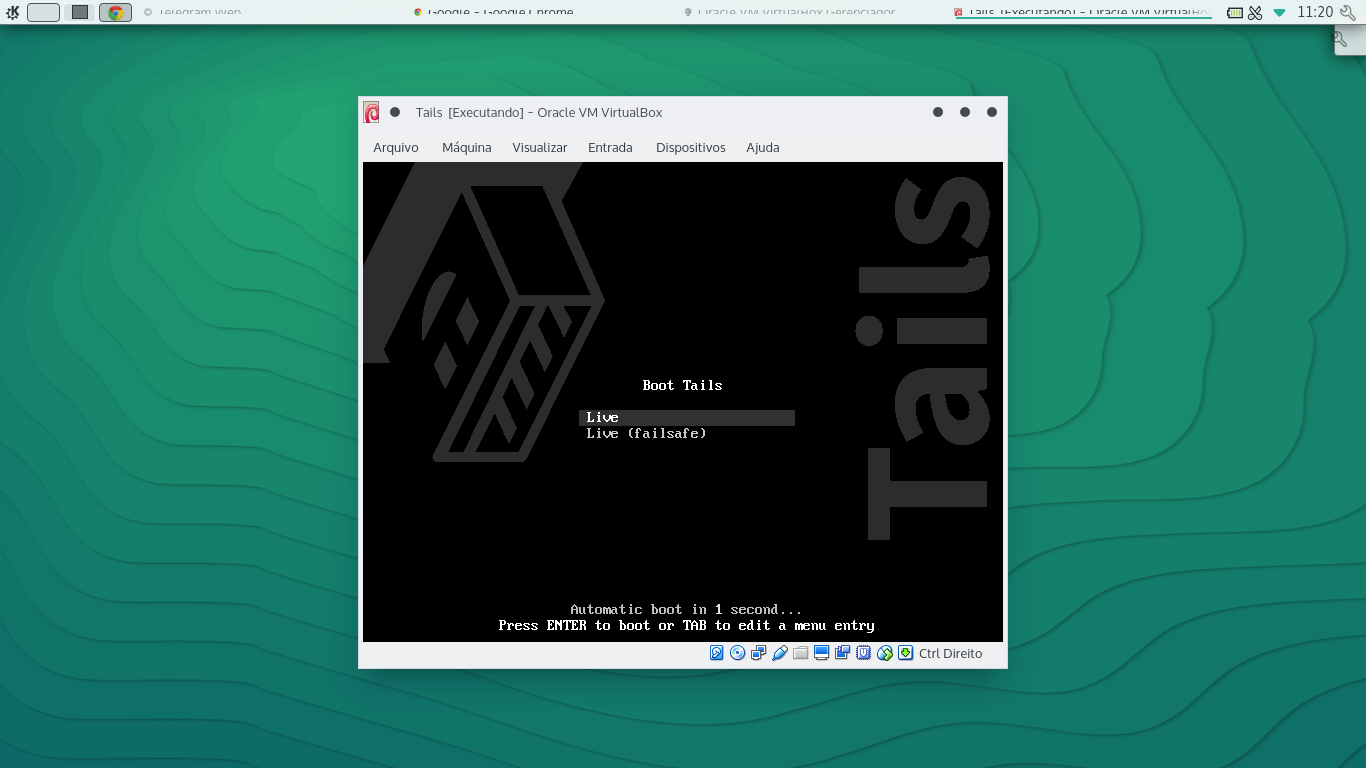 Telegram Web
Google - Google Chrome
Oracle VM VirtualBox Gerenciador
Tails [Executando] - Oracle VM VirtualBox
11:20
Tails [Executando] - Oracle VM VirtualBox
Arquivo Máquina Visualizar Entrada Dispositivos Ajuda
Tails
Boot Tails
Live
Live (failsafe)
Automatic boot in 1 second...
Press ENTER to boot or TAB to edit a menu entry
Ctrl Direito